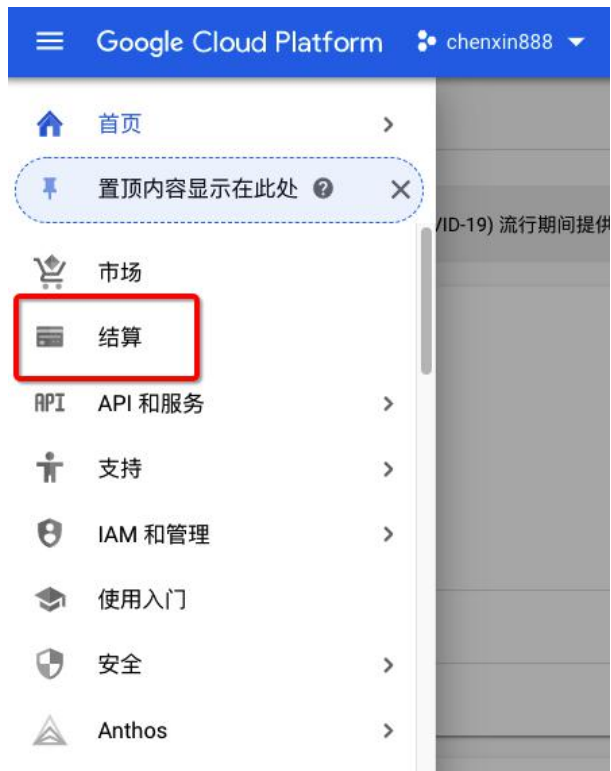 Google Cloud Platform chenxin888
首页
置顶内容显示在此处
/ID-19) 流行期间提供
市场
结算
API API 和服务
支持
IAM 和管理
使用入门
安全
Anthos